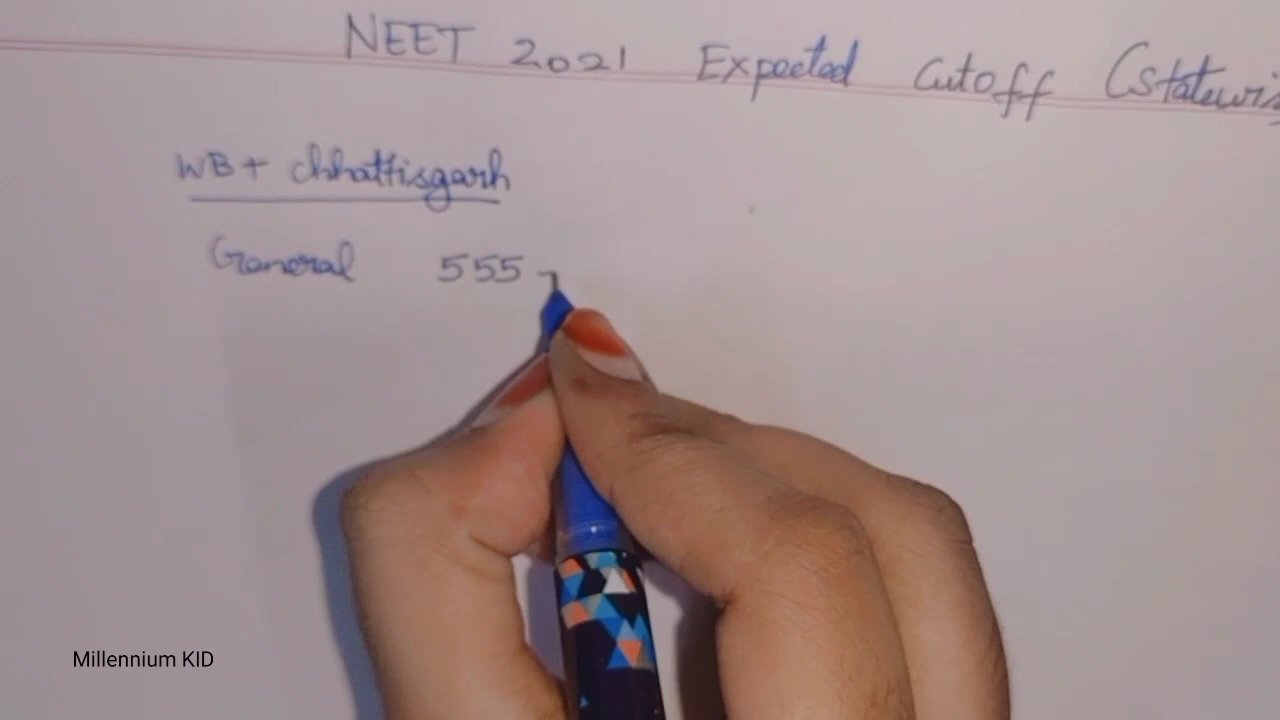 NEET 2021 Expected Cutoff (Statewis
WB + Chhattisgarh
General 555 -
Millennium KID